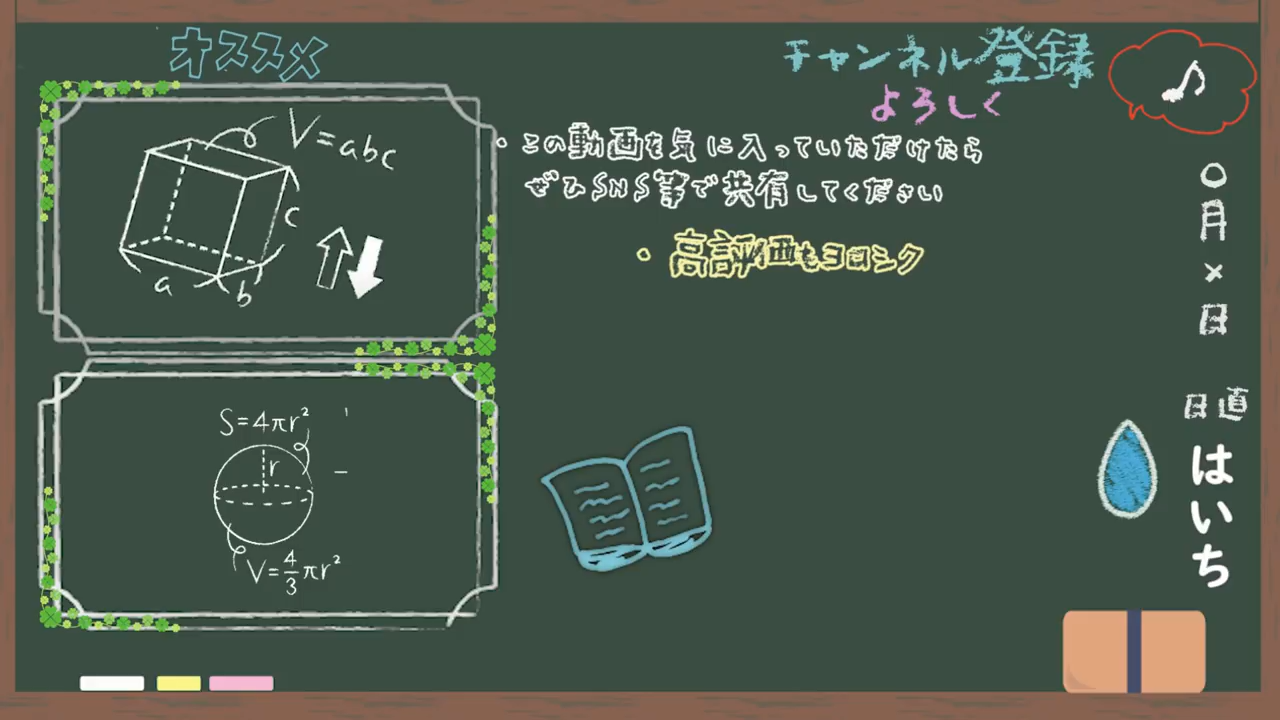 オススメ
V=abc
c
a
b
S=4πr²
r
V=4/3πr²
チャンネル登録
よろしく
・この動画を気に入っていただけたら
ぜひSNS等で共有してください
・高評価もヨロシク
〇月×日
日直
はいち